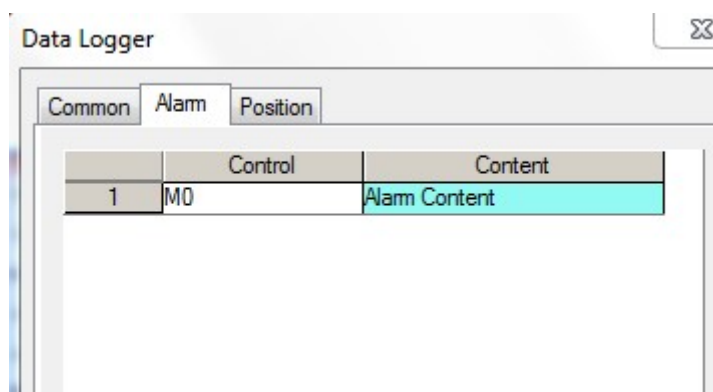 Data Logger
Common Alarm Position
Control Content
1 M0 Alarm Content